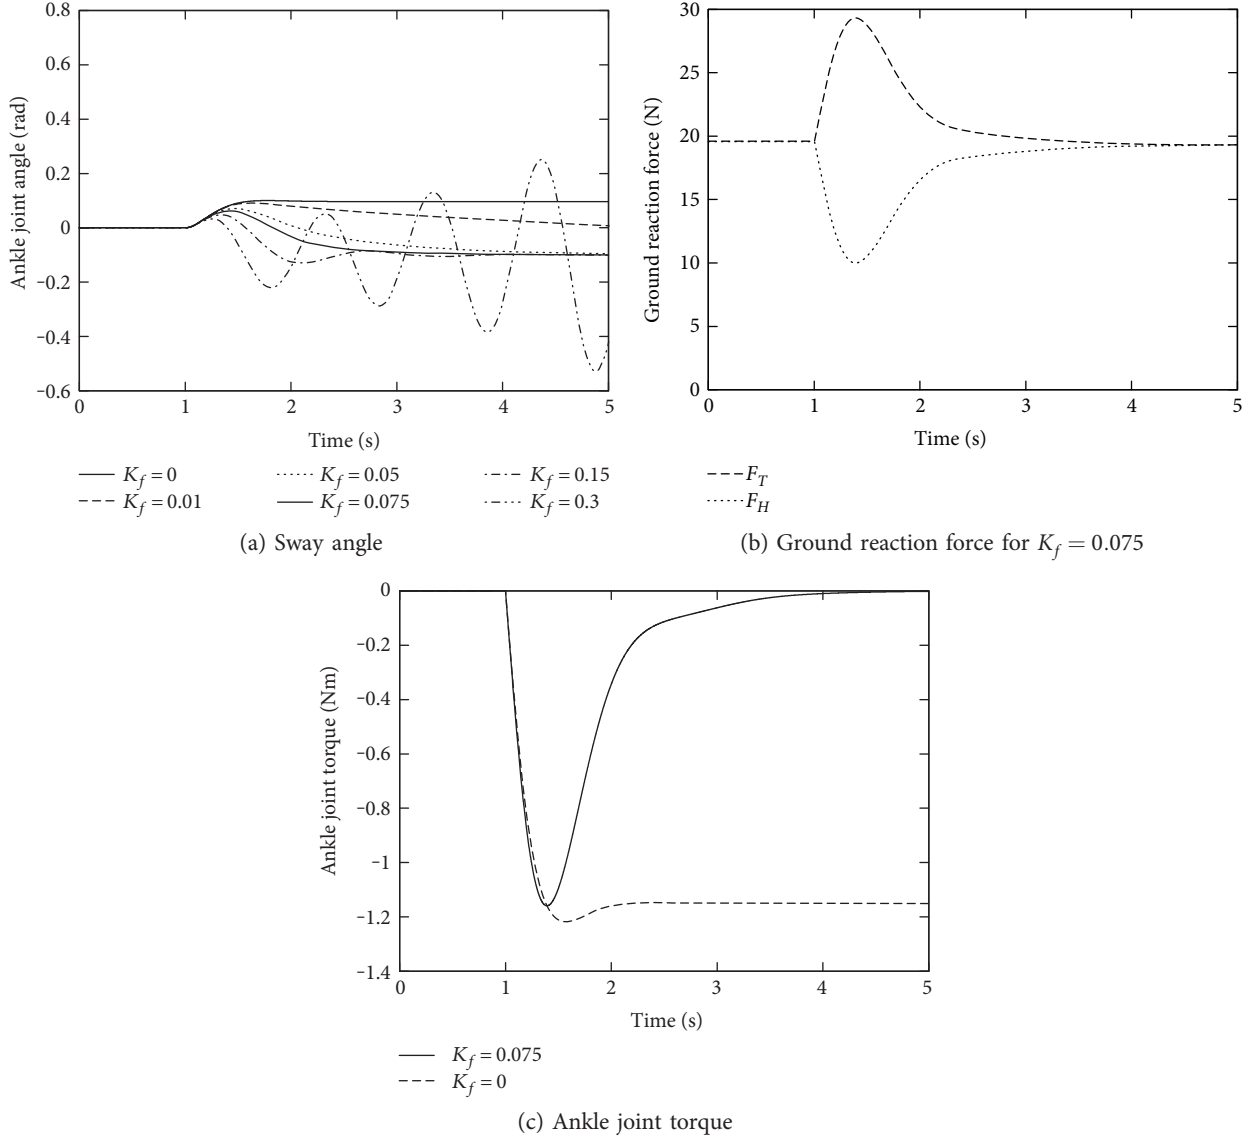 0.8
0.6
0.4
0.2
0
−0.2
−0.4
−0.6
Ankle joint angle (rad)
0 1 2 3 4 5
Time (s)
K_f = 0
K_f = 0.05
K_f = 0.15
K_f = 0.01
K_f = 0.075
K_f = 0.3
(a) Sway angle
30
25
20
15
10
5
0
Ground reaction force (N)
0 1 2 3 4 5
Time (s)
F_T
F_H
(b) Ground reaction force for K_f = 0.075
0
−0.2
−0.4
−0.6
−0.8
−1
−1.2
−1.4
Ankle joint torque (Nm)
0 1 2 3 4 5
Time (s)
K_f = 0.075
K_f = 0
(c) Ankle joint torque